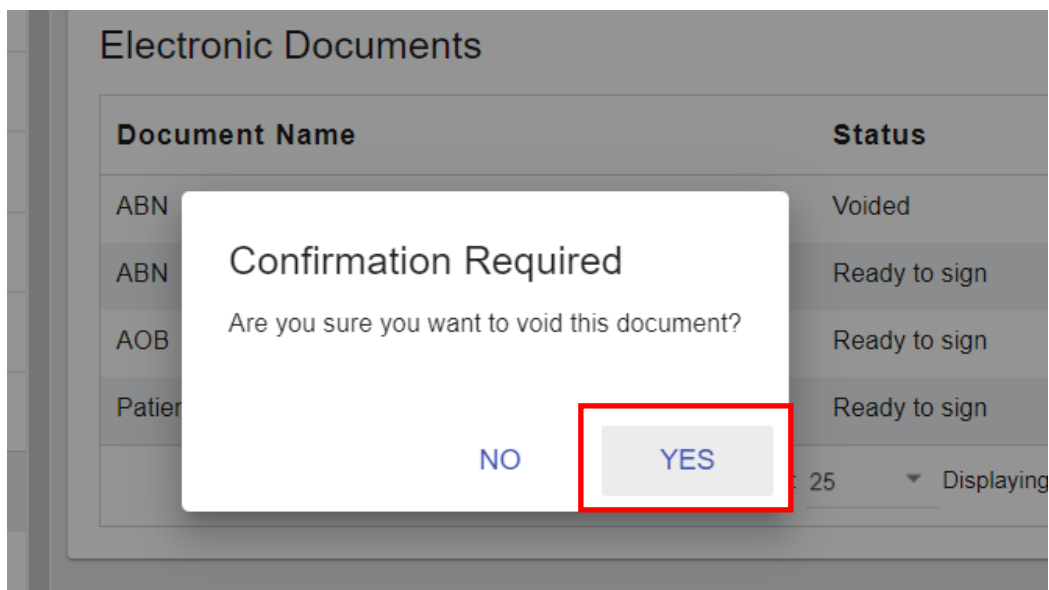 Electronic Documents
Document Name Status
ABN Voided
ABN Ready to sign
AOB Ready to sign
Ready to sign
Confirmation Required
Are you sure you want to void this document?
NO YES
: 25 Displaying